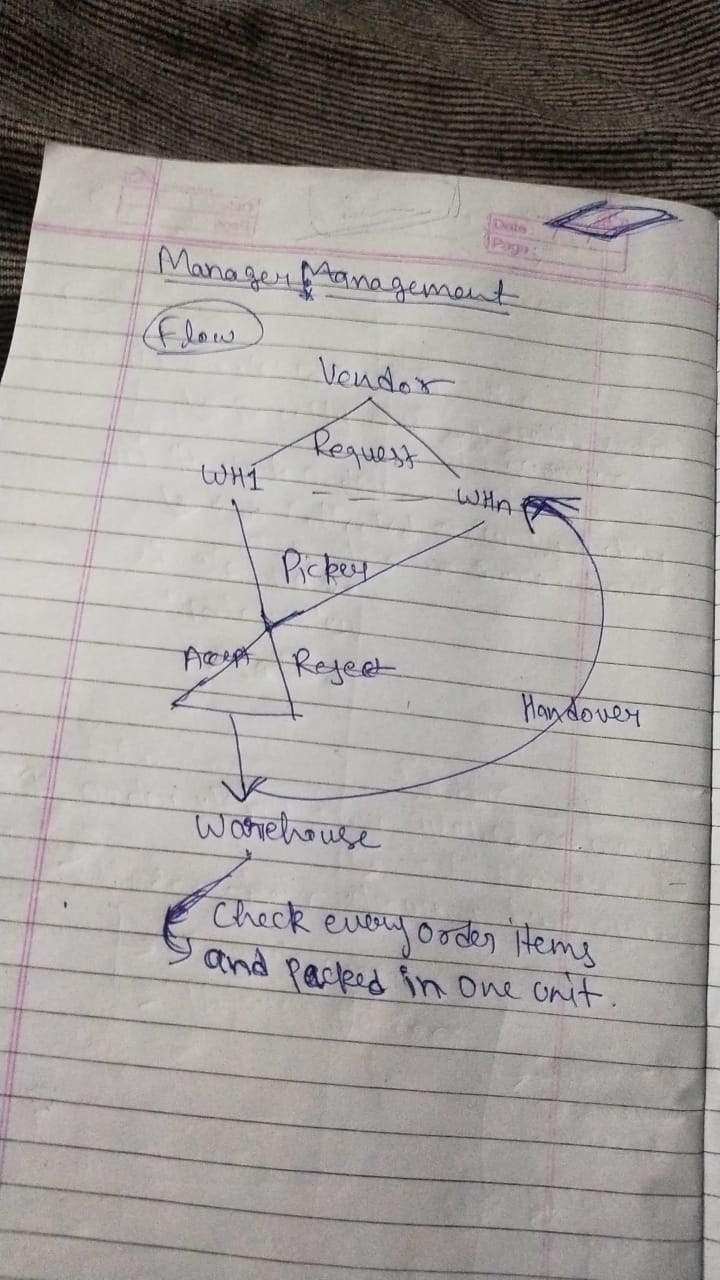 Date
Page:
Manager Management
Flow
Vendor
Request
WH1 - - - WHn
Picker
Accept Reject
Handover
Warehouse
Check every order items
and packed in one unit.